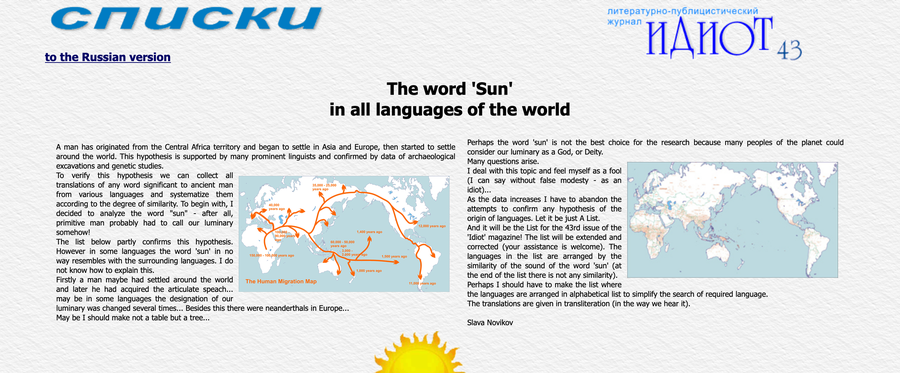 списки
литературно-публицистический
журнал
ИДИОТ 43
to the Russian version
The word 'Sun'
in all languages of the world
A man has originated from the Central Africa territory and began to settle in Asia and Europe, then started to settle
around the world. This hypothesis is supported by many prominent linguists and confirmed by data of archaeological
excavations and genetic studies.
To verify this hypothesis we can collect all
translations of any word significant to ancient man
from various languages and systematize them
according to the degree of similarity. To begin with, I
decided to analyze the word "sun" - after all,
primitive man probably had to call our luminary
somehow!
The list below partly confirms this hypothesis.
However in some languages the word 'sun' in no
way resembles with the surrounding languages. I do
not know how to explain this.
Firstly a man maybe had settled around the world
and later he had acquired the articulate speach...
may be in some languages the designation of our
luminary was changed several times... Besides this there were neanderthals in Europe...
May be I should make not a table but a tree...
The Human Migration Map
Perhaps the word 'sun' is not the best choice for the research because many peoples of the planet could
consider our luminary as a God, or Deity.
Many questions arise.
I deal with this topic and feel myself as a fool
(I can say without false modesty - as an
idiot)...
As the data increases I have to abandon the
attempts to confirm any hypothesis of the
origin of languages. Let it be just A List.
And it will be the List for the 43rd issue of the
'Idiot' magazine! The list will be extended and
corrected (your assistance is welcome). The
languages in the list are arranged by the
similarity of the sound of the word 'sun' (at
the end of the list there is not any similarity).
Perhaps I should have to make the list where
the languages are arranged in alphabetical list to simplify the search of required language.
The translations are given in transliteration (in the way we hear it).
Slava Novikov